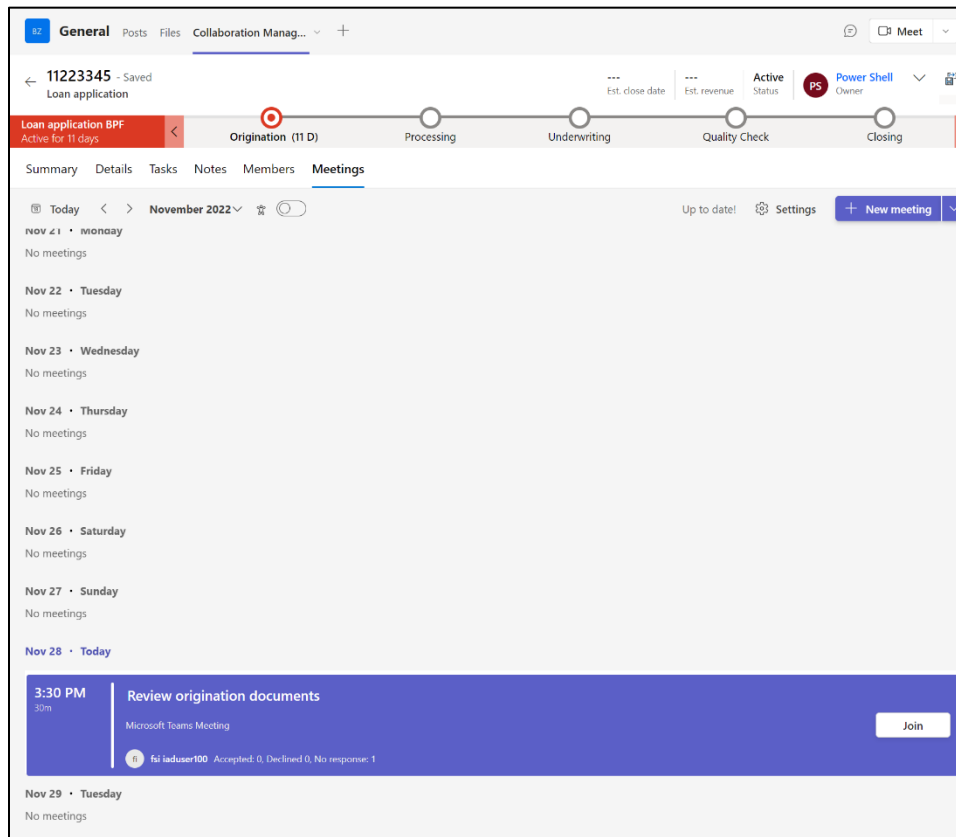 BZ General Posts Files Collaboration Manag... Meet
11223345 - Saved
Loan application
--- Est. close date
--- Est. revenue
Active Status
PS Power Shell Owner
Loan application BPF
Active for 11 days
Origination (11 D) Processing Underwriting Quality Check Closing
Summary Details Tasks Notes Members Meetings
Today November 2022 Up to date! Settings New meeting
Nov 21 • Monday
No meetings
Nov 22 • Tuesday
No meetings
Nov 23 • Wednesday
No meetings
Nov 24 • Thursday
No meetings
Nov 25 • Friday
No meetings
Nov 26 • Saturday
No meetings
Nov 27 • Sunday
No meetings
Nov 28 • Today
3:30 PM Review origination documents
30m
Microsoft Teams Meeting
Join
fi fsi iaduser100 Accepted: 0, Declined 0, No response: 1
Nov 29 • Tuesday
No meetings